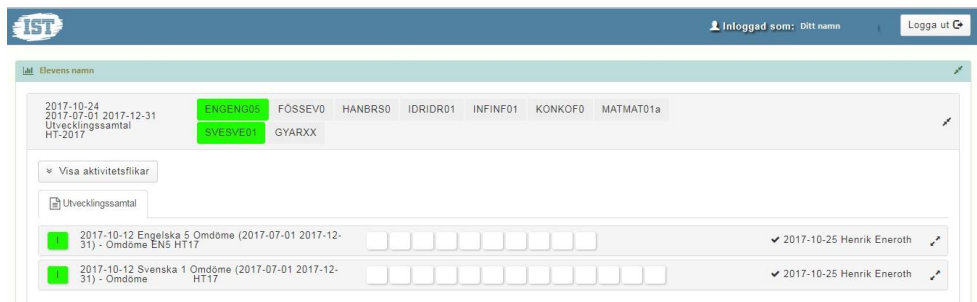 IST
Inloggad som: Ditt namn
Logga ut
Elevens namn
2017-10-24
2017-07-01 2017-12-31
Utvecklingssamtal
HT-2017
ENGENG05 FÖSSEV0 HANBRS0 IDRIDR01 INFINF01 KONKOF0 MATMAT01a
SVESVE01 GYARXX
Visa aktivitetsflikar
Utvecklingssamtal
I 2017-10-12 Engelska 5 Omdöme (2017-07-01 2017-12-
31) - Omdöme EN5 HT17
2017-10-25 Henrik Eneroth
I 2017-10-12 Svenska 1 Omdöme (2017-07-01 2017-12-
31) - Omdöme HT17
2017-10-25 Henrik Eneroth